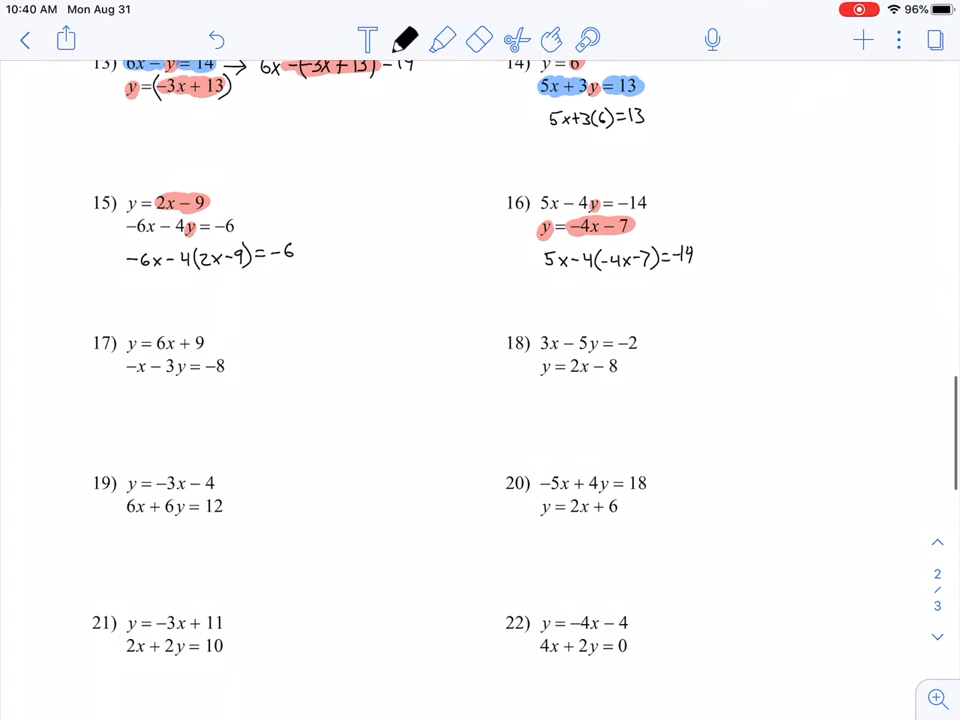 10:40 AM Mon Aug 31
96%
T
13) 6x − y = 14 → 6x −(−3x + 13) = 14
y = (−3x + 13)
14) y = 6
5x + 3y = 13
5x+3(6)=13
15) y = 2x − 9
−6x − 4y = −6
−6x − 4(2x−9) = −6
16) 5x − 4y = −14
y = −4x − 7
5x − 4(−4x−7) = −14
17) y = 6x + 9
−x − 3y = −8
18) 3x − 5y = −2
y = 2x − 8
19) y = −3x − 4
6x + 6y = 12
20) −5x + 4y = 18
y = 2x + 6
21) y = −3x + 11
2x + 2y = 10
22) y = −4x − 4
4x + 2y = 0
2
/
3